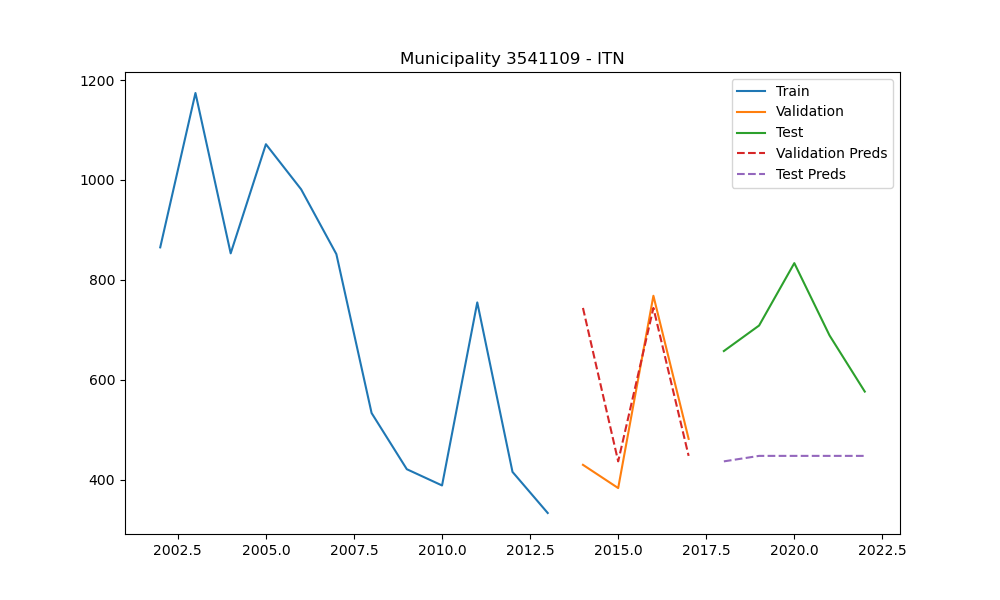 Municipality 3541109 - ITN
1200
1000
800
600
400
Train
Validation
Test
Validation Preds
Test Preds
2002.5 2005.0 2007.5 2010.0 2012.5 2015.0 2017.5 2020.0 2022.5